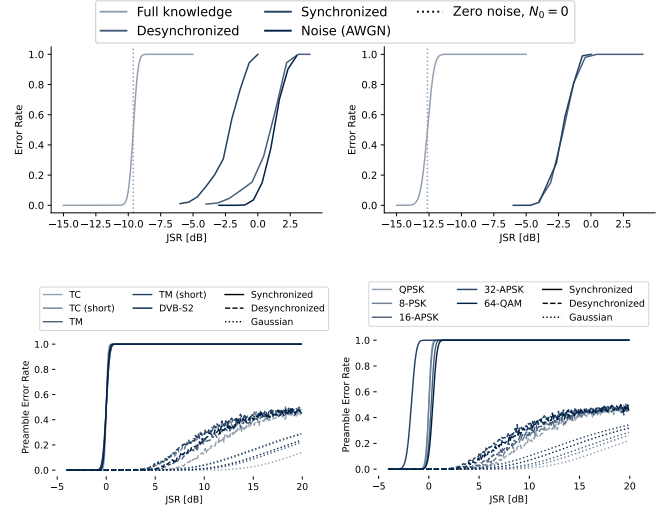 Full knowledge
Synchronized
Zero noise, N₀ = 0
Desynchronized
Noise (AWGN)
1.0
0.8
0.6
0.4
0.2
0.0
Error Rate
−15.0 −12.5 −10.0 −7.5 −5.0 −2.5 0.0 2.5
JSR [dB]
1.0
0.8
0.6
0.4
0.2
0.0
Error Rate
−15.0 −12.5 −10.0 −7.5 −5.0 −2.5 0.0 2.5
JSR [dB]
TC
TM (short)
Synchronized
TC (short)
DVB-S2
Desynchronized
TM
Gaussian
1.0
0.8
0.6
0.4
0.2
0.0
Preamble Error Rate
−5 0 5 10 15 20
JSR [dB]
QPSK
32-APSK
Synchronized
8-PSK
64-QAM
Desynchronized
16-APSK
Gaussian
1.0
0.8
0.6
0.4
0.2
0.0
Preamble Error Rate
−5 0 5 10 15 20
JSR [dB]